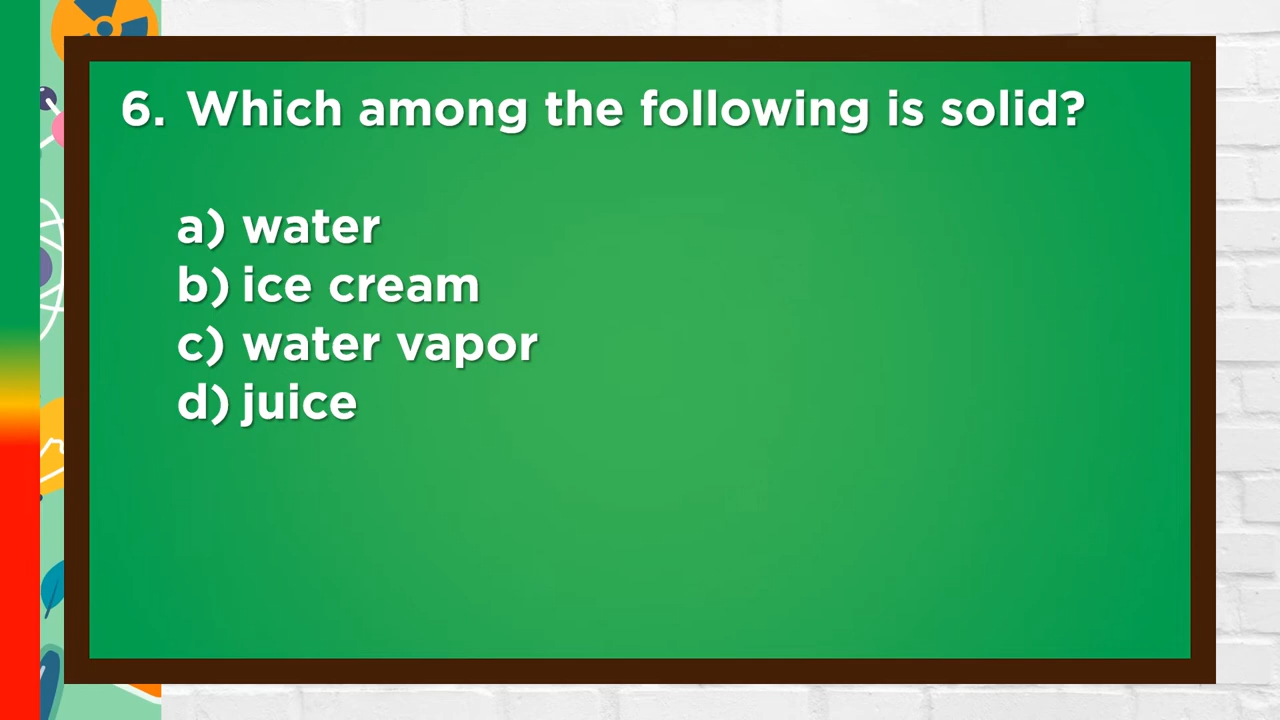 6. Which among the following is solid?
a) water
b) ice cream
c) water vapor
d) juice